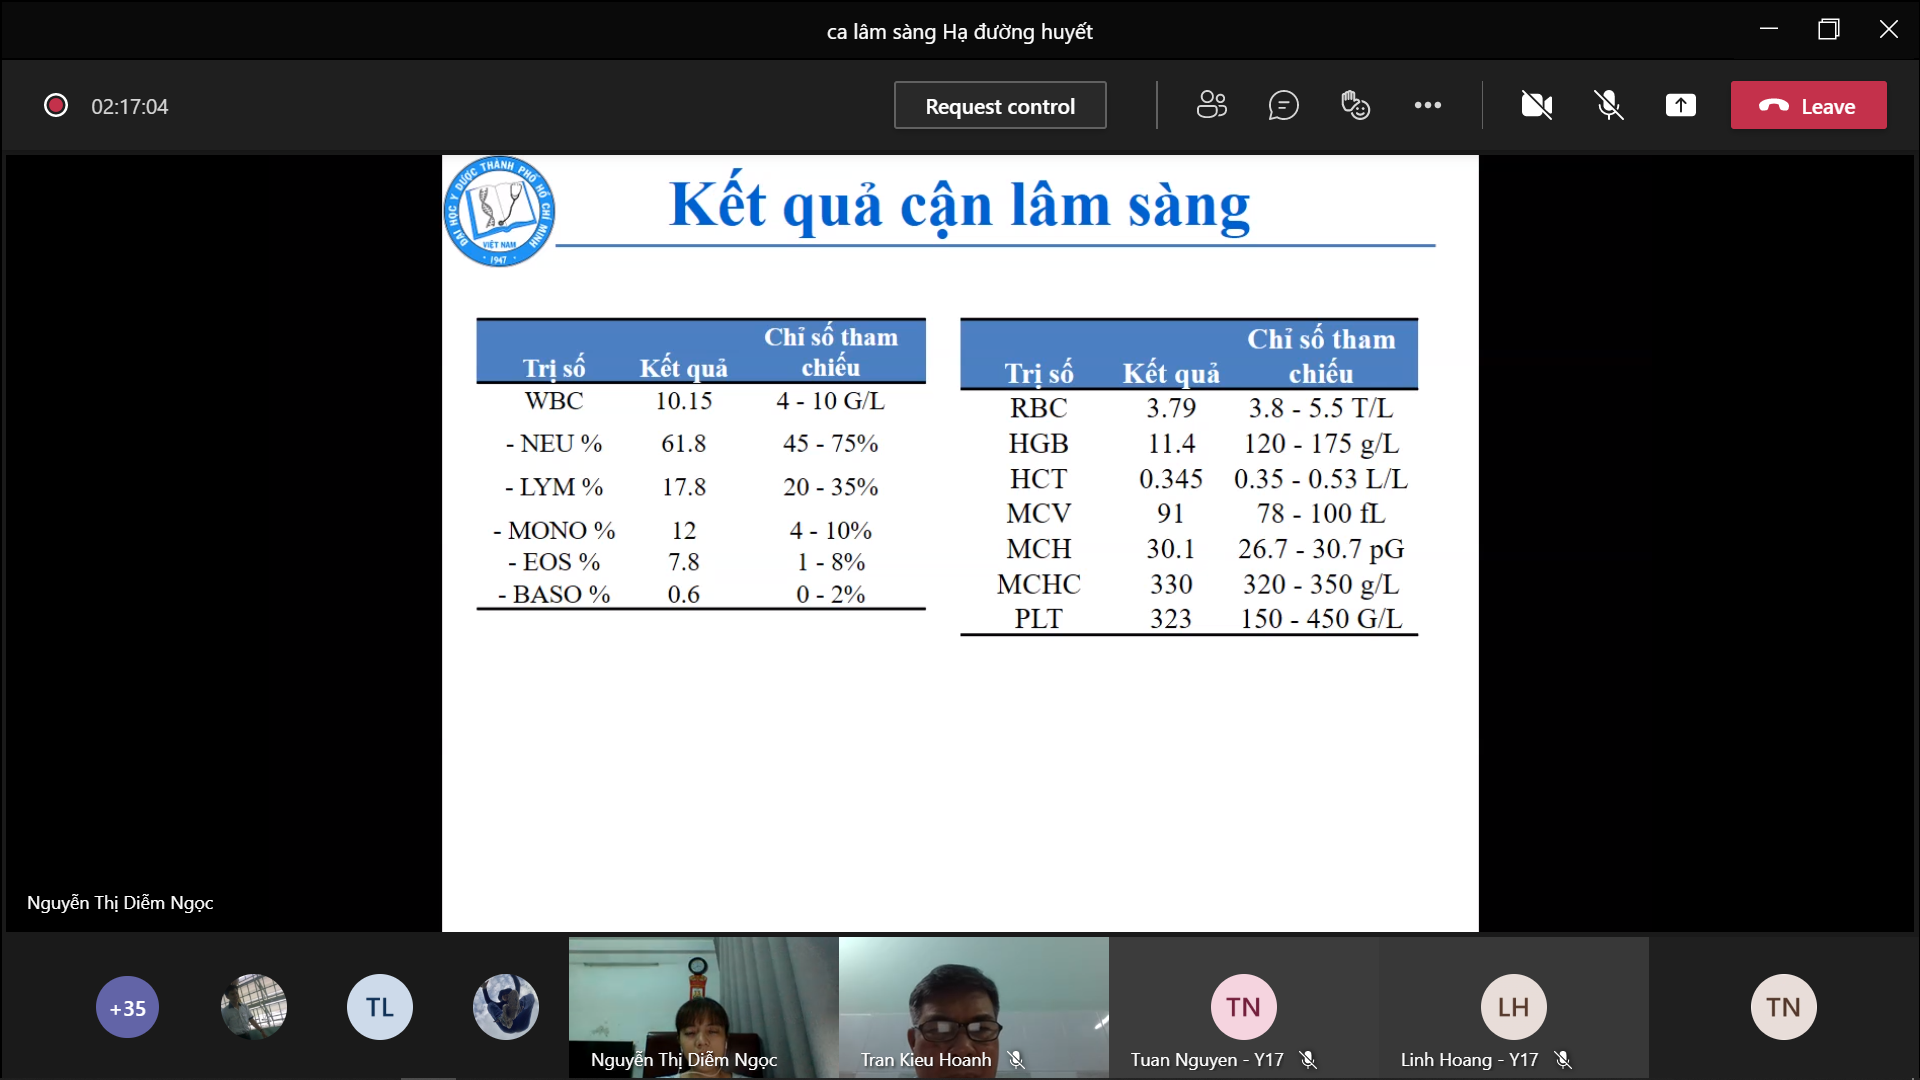 ca lâm sàng Hạ đường huyết
02:17:04
Request control
Leave
ĐẠI HỌC Y DƯỢC THÀNH PHỐ HỒ CHÍ MINH
VIỆT NAM
· 1947 ·
Kết quả cận lâm sàng
Trị số Kết quả Chỉ số tham chiếu
WBC 10.15 4 - 10 G/L
- NEU % 61.8 45 - 75%
- LYM % 17.8 20 - 35%
- MONO % 12 4 - 10%
- EOS % 7.8 1 - 8%
- BASO % 0.6 0 - 2%
Trị số Kết quả Chỉ số tham chiếu
RBC 3.79 3.8 - 5.5 T/L
HGB 11.4 120 - 175 g/L
HCT 0.345 0.35 - 0.53 L/L
MCV 91 78 - 100 fL
MCH 30.1 26.7 - 30.7 pG
MCHC 330 320 - 350 g/L
PLT 323 150 - 450 G/L
Nguyễn Thị Diễm Ngọc
+35
TL
Nguyễn Thị Diễm Ngọc
Tran Kieu Hoanh
TN
Tuan Nguyen - Y17
LH
Linh Hoang - Y17
TN